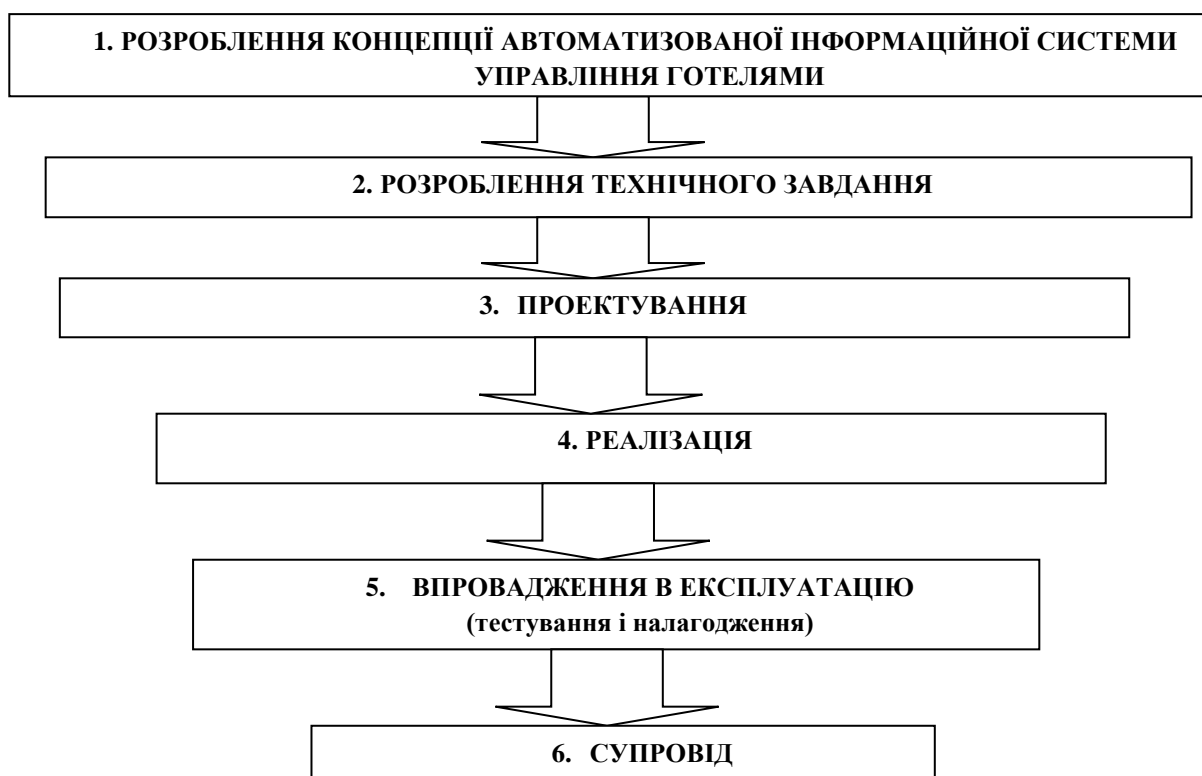 1. РОЗРОБЛЕННЯ КОНЦЕПЦІЇ АВТОМАТИЗОВАНОЇ ІНФОРМАЦІЙНОЇ СИСТЕМИ
УПРАВЛІННЯ ГОТЕЛЯМИ
2. РОЗРОБЛЕННЯ ТЕХНІЧНОГО ЗАВДАННЯ
3. ПРОЕКТУВАННЯ
4. РЕАЛІЗАЦІЯ
5. ВПРОВАДЖЕННЯ В ЕКСПЛУАТАЦІЮ
(тестування і налагодження)
6. СУПРОВІД